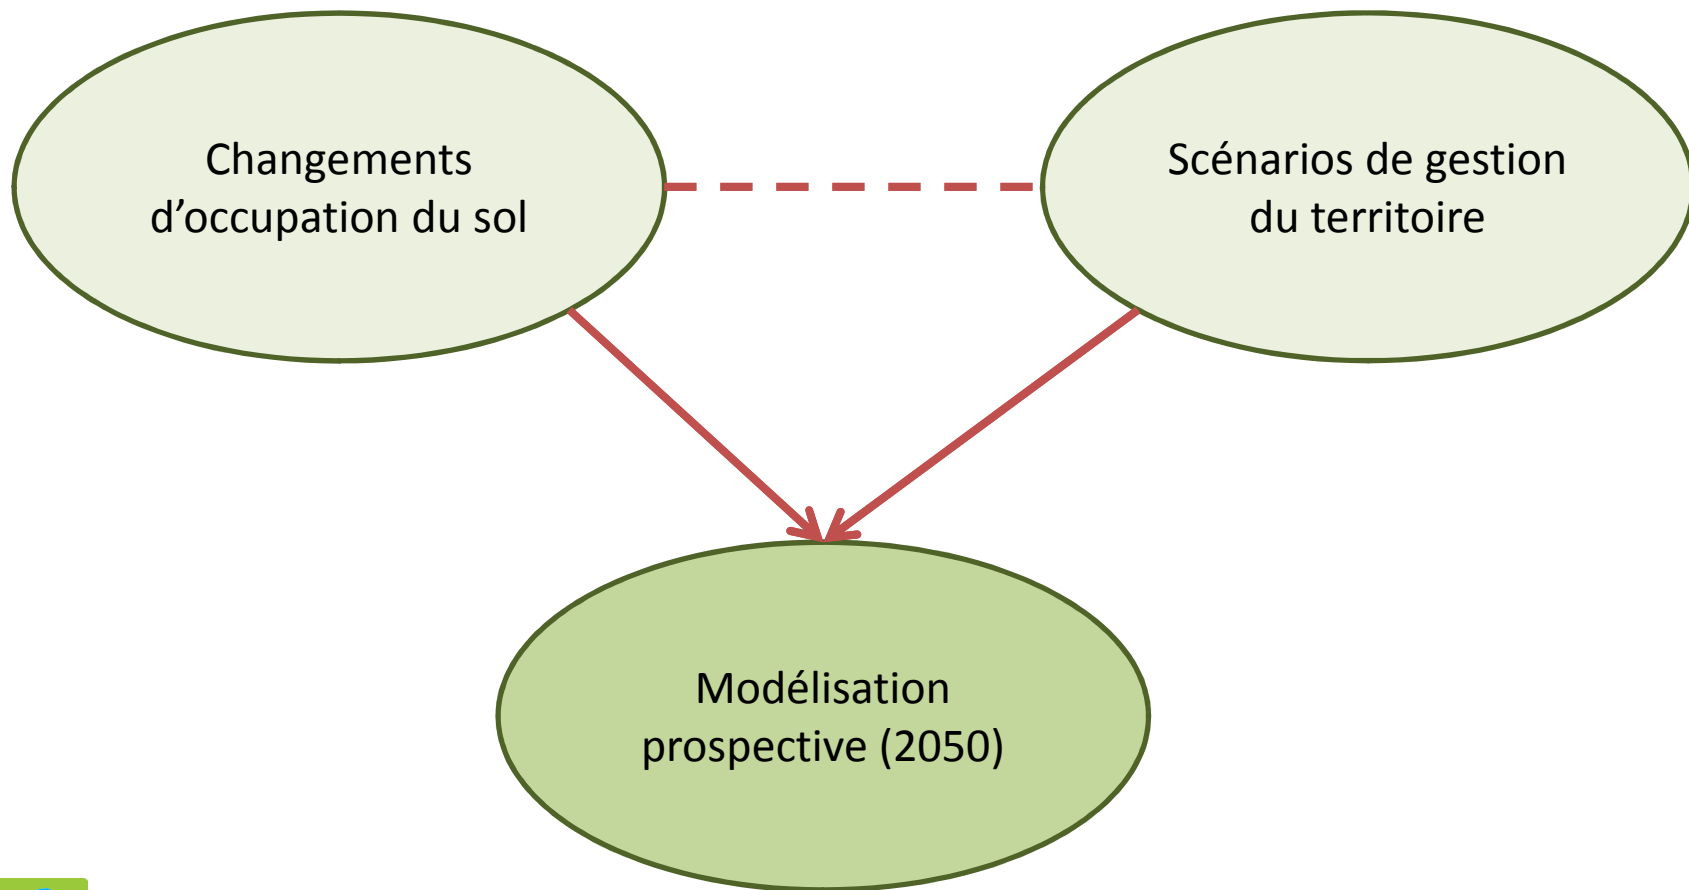 Changements
d’occupation du sol
Scénarios de gestion
du territoire
Modélisation
prospective (2050)